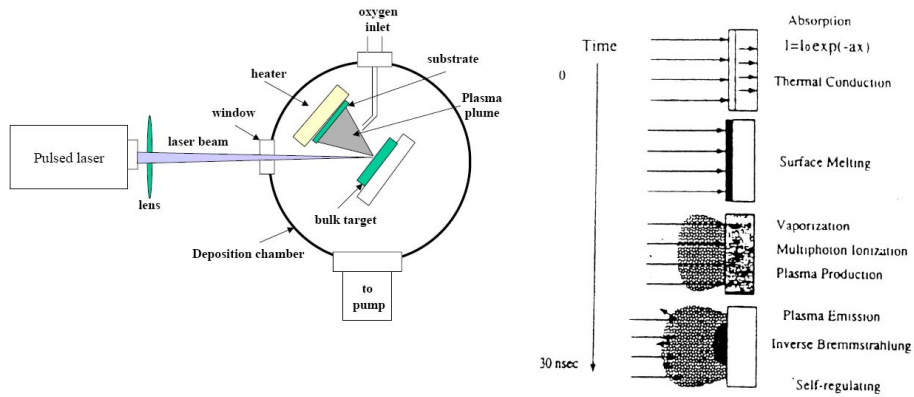 oxygen
inlet
substrate
heater
Plasma
plume
window
laser beam
Pulsed laser
lens
bulk target
Deposition chamber
to
pump
Time
0
30 nsec
Absorption
I=I₀exp(-ax)
Thermal Conduction
Surface Melting
Vaporization
Multiphoton Ionization
Plasma Production
Plasma Emission
Inverse Bremmstrahlung
Self-regulating